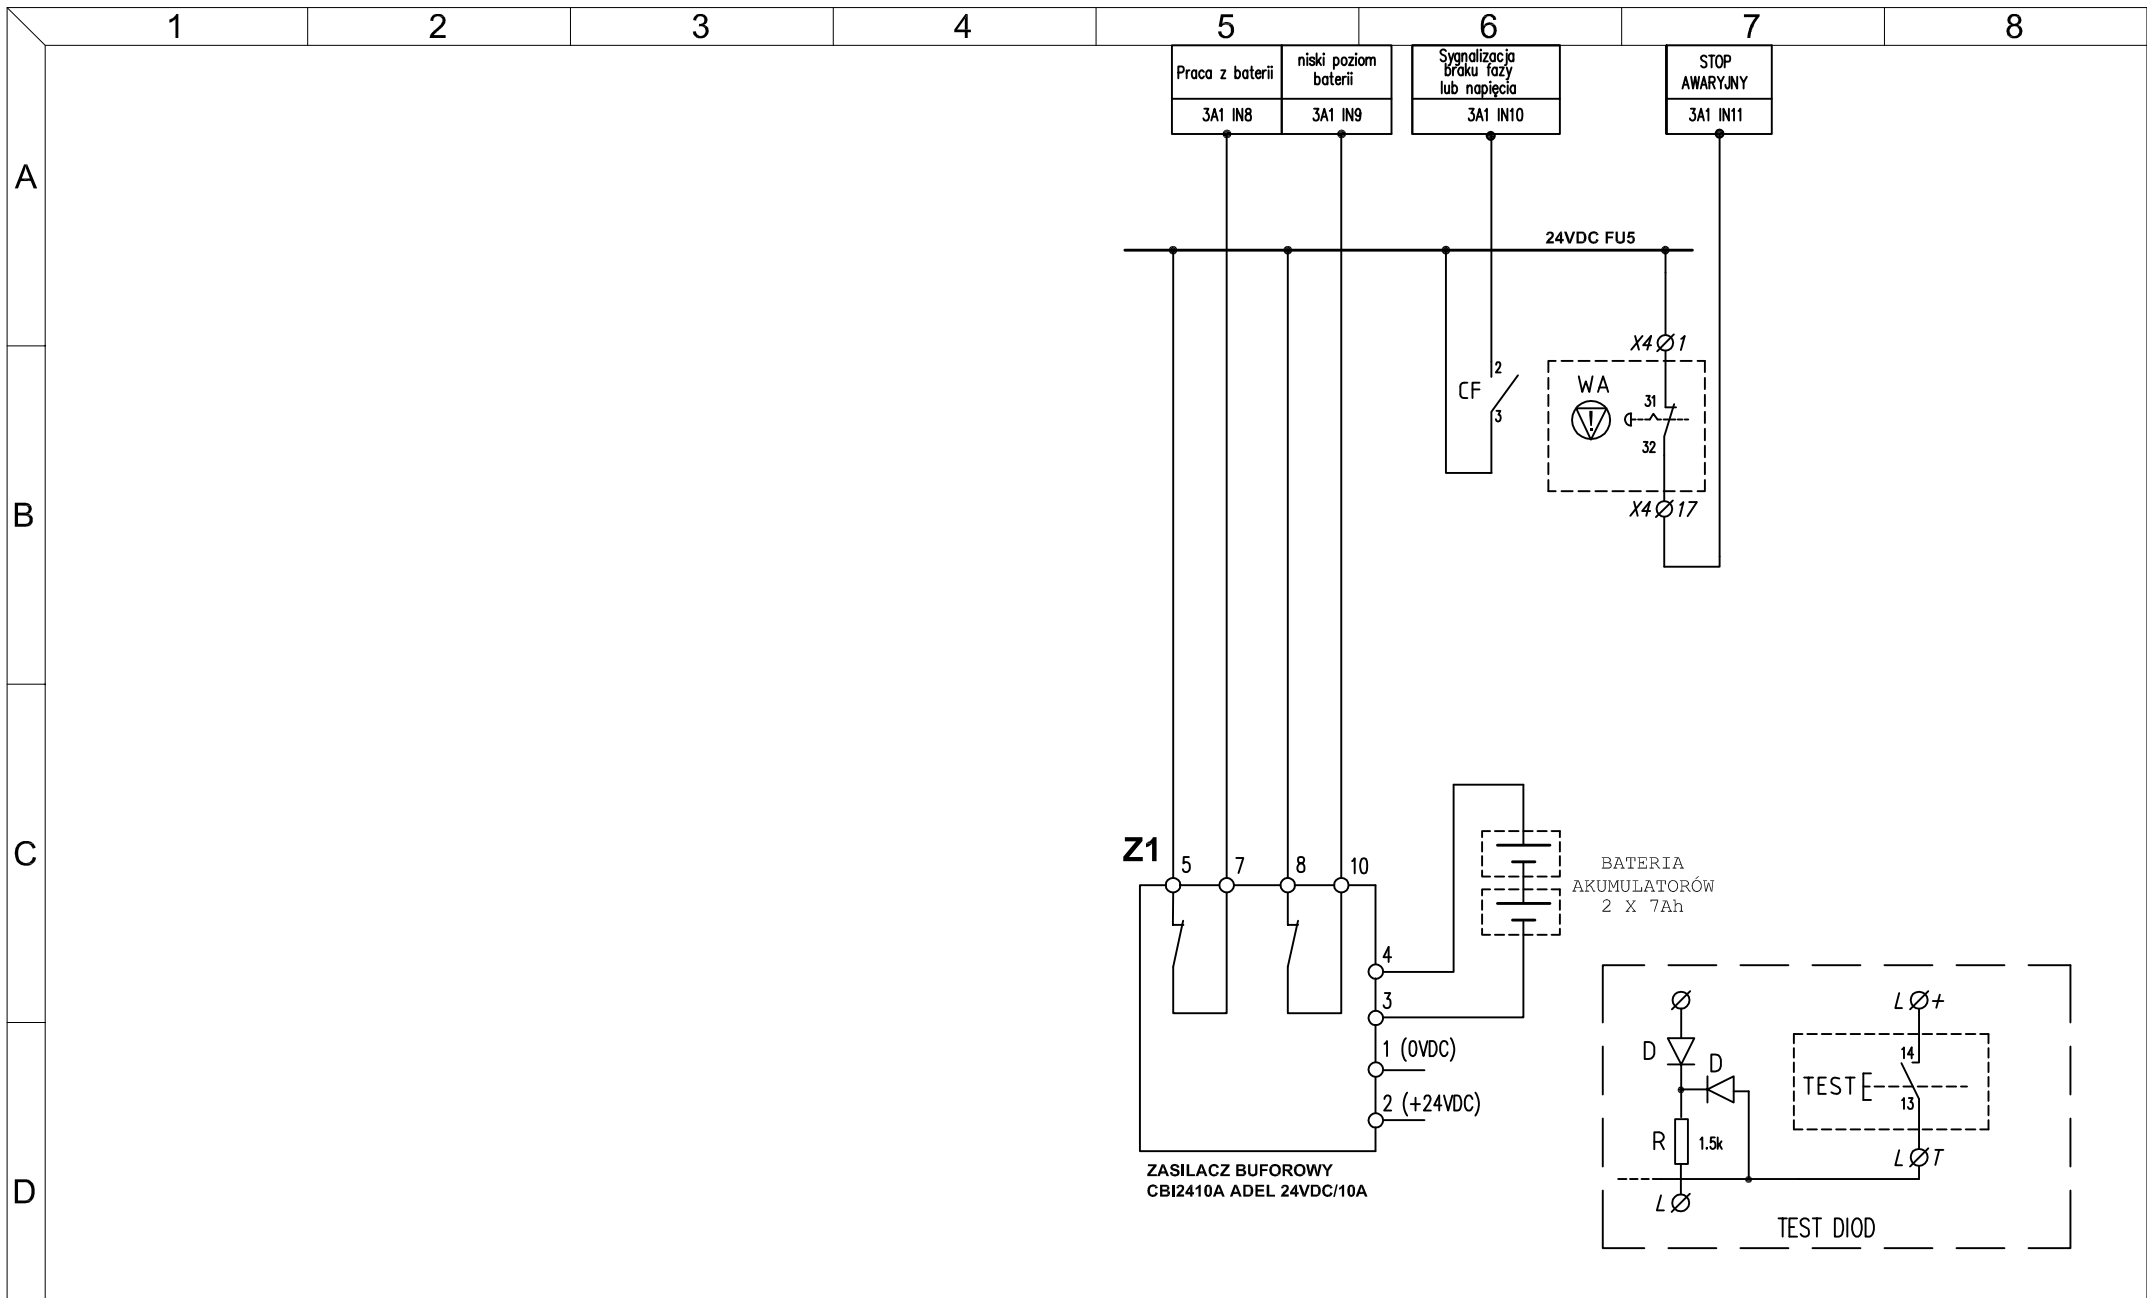 1 2 3 4 5 6 7 8
Praca z baterii
niski poziom
baterii
Sygnalizacja
braku fazy
lub napięcia
STOP
AWARYJNY
3A1 IN8
3A1 IN9
3A1 IN10
3A1 IN11
A
24VDC FU5
X4 1
B
CF
2
3
WA
!
31
32
X4 17
C
Z1
5
7
8
10
BATERIA
AKUMULATORÓW
2 X 7Ah
4
3
1 (0VDC)
2 (+24VDC)
D
ZASILACZ BUFOROWY
CBI2410A ADEL 24VDC/10A
D
D
R 1.5k
L
L +
14
TEST
13
L T
TEST DIOD